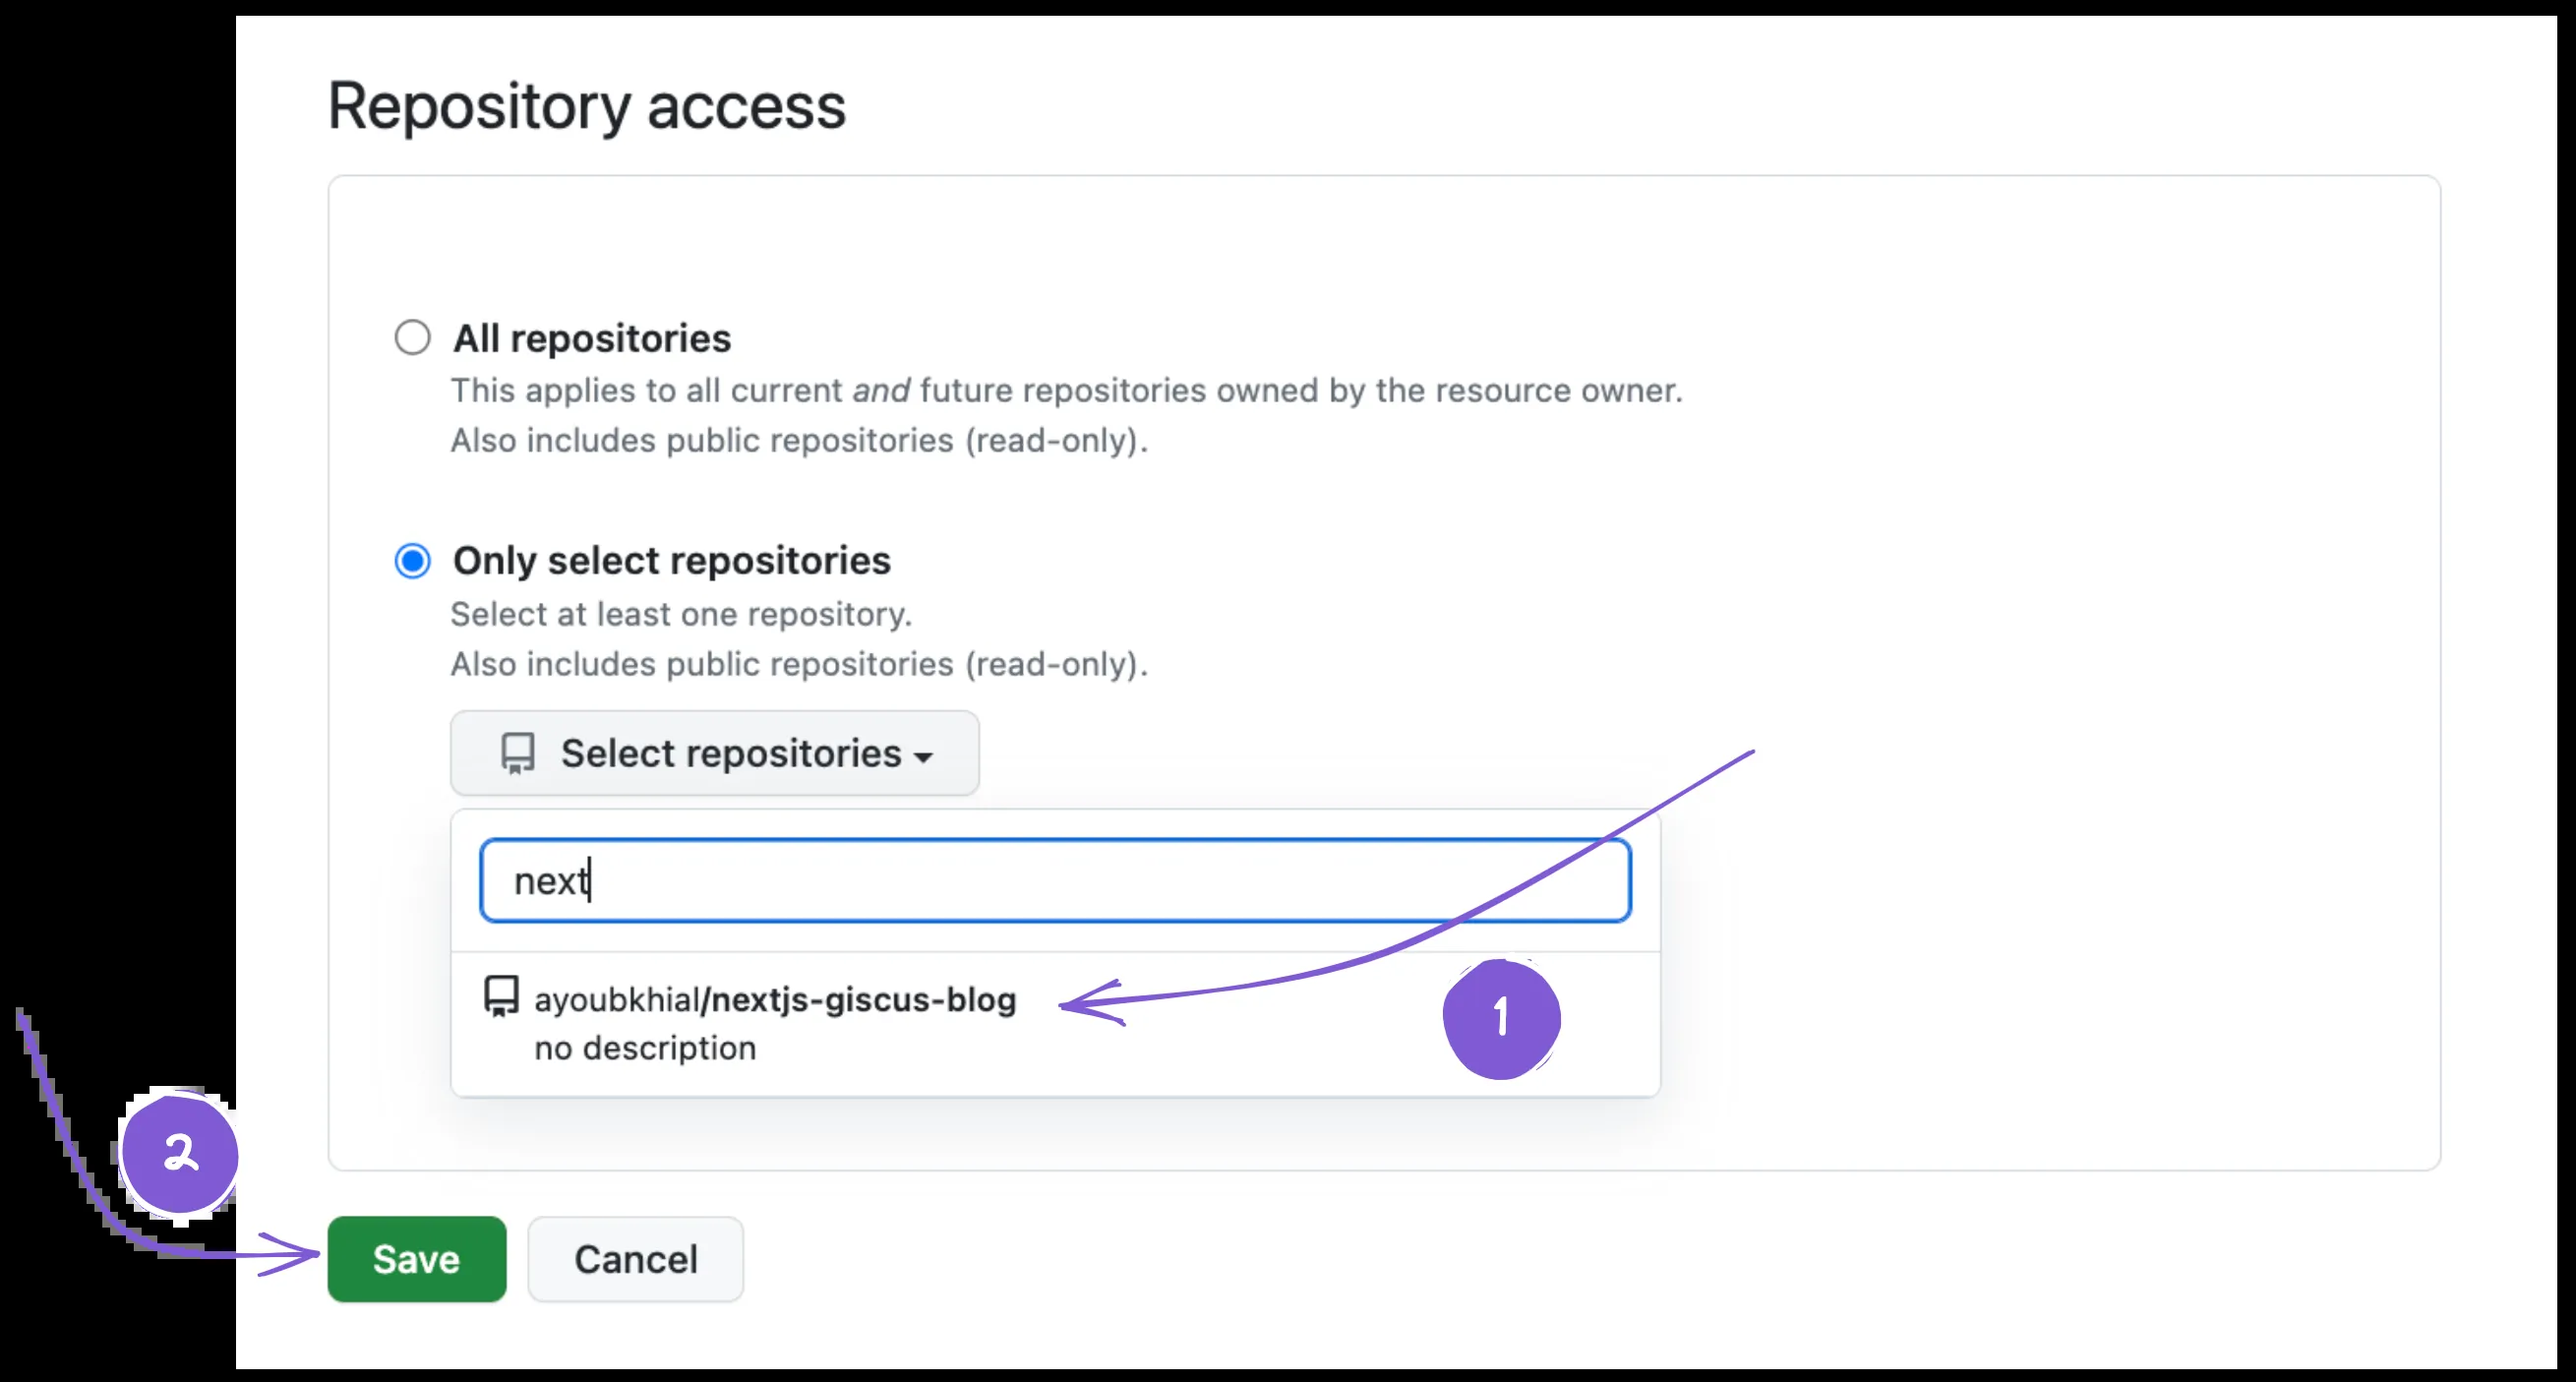 Repository access
All repositories
This applies to all current and future repositories owned by the resource owner.
Also includes public repositories (read-only).
Only select repositories
Select at least one repository.
Also includes public repositories (read-only).
Select repositories
next
ayoubkhial/nextjs-giscus-blog
no description
1
2
Save
Cancel